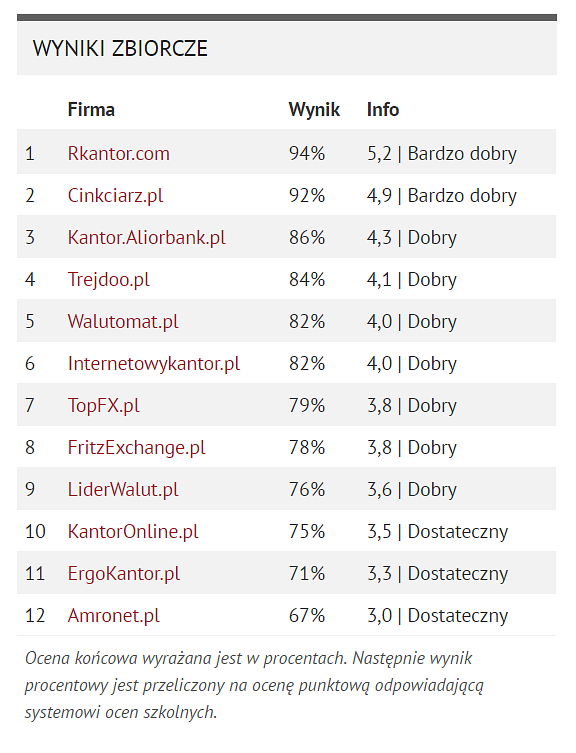 WYNIKI ZBIORCZE
Firma Wynik Info
1 Rkantor.com 94% 5,2 | Bardzo dobry
2 Cinkciarz.pl 92% 4,9 | Bardzo dobry
3 Kantor.Aliorbank.pl 86% 4,3 | Dobry
4 Trejdoo.pl 84% 4,1 | Dobry
5 Walutomat.pl 82% 4,0 | Dobry
6 Internetowykantor.pl 82% 4,0 | Dobry
7 TopFX.pl 79% 3,8 | Dobry
8 FritzExchange.pl 78% 3,8 | Dobry
9 LiderWalut.pl 76% 3,6 | Dobry
10 KantorOnline.pl 75% 3,5 | Dostateczny
11 ErgoKantor.pl 71% 3,3 | Dostateczny
12 Amronet.pl 67% 3,0 | Dostateczny
Ocena końcowa wyrażana jest w procentach. Następnie wynik
procentowy jest przeliczony na ocenę punktową odpowiadającą
systemowi ocen szkolnych.